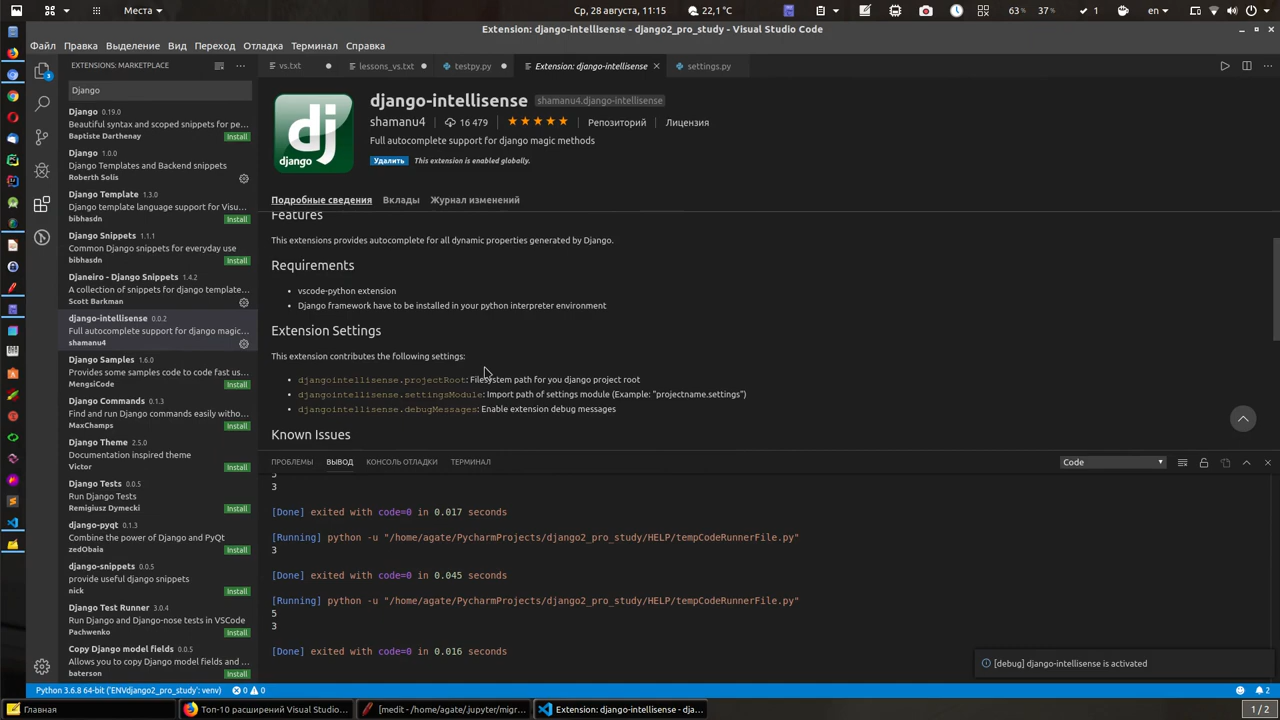 Места
Ср, 28 августа, 11:15
22,1°C
63%
37%
1
en
Extension: django-intellisense - django2_pro_study - Visual Studio Code
Файл Правка Выделение Вид Переход Отладка Терминал Справка
EXTENSIONS: MARKETPLACE
vs.txt
lessons_vs.txt
testpy.py
Extension: django-intellisense
settings.py
3
Django
Django 0.19.0
Beautiful syntax and scoped snippets for pe...
Baptiste Darthenay
Install
Django 1.0.0
Django Templates and Backend snippets
Roberth Solis
Django Template 1.3.0
Django template language support for Visu...
bibhasdn
Install
Django Snippets 1.1.1
Common Django snippets for everyday use
bibhasdn
Install
Djaneiro - Django Snippets 1.4.2
A collection of snippets for django template...
Scott Barkman
django-intellisense 0.0.2
Full autocomplete support for django magic...
shamanu4
Django Samples 1.6.0
Provides some samples code to code fast us...
MengsiCode
Install
Django Commands 0.1.3
Find and run Django commands easily witho...
MaxChamps
Install
Django Theme 2.5.0
Documentation inspired theme
Victor
Install
Django Tests 0.0.5
Run Django Tests
Remigiusz Dymecki
Install
django-pyqt 0.1.3
Combine the power of Django and PyQt
zedObaia
Install
django-snippets 0.0.5
provide useful django snippets
nick
Install
Django Test Runner 3.0.4
Run Django and Django-nose tests in VSCode
Pachwenko
Install
Copy Django model fields 0.0.5
Allows you to copy Django model fields and ...
baterson
Install
dj
django
django-intellisense shamanu4.django-intellisense
shamanu4 16 479 Репозиторий Лицензия
Full autocomplete support for django magic methods
Удалить This extension is enabled globally.
Подробные сведения Вклады Журнал изменений
Features
This extensions provides autocomplete for all dynamic properties generated by Django.
Requirements
• vscode-python extension
• Django framework have to be installed in your python interpreter environment
Extension Settings
This extension contributes the following settings:
• djangointellisense.projectRoot: Filesystem path for you django project root
• djangointellisense.settingsModule: Import path of settings module (Example: "projectname.settings")
• djangointellisense.debugMessages: Enable extension debug messages
Known Issues
ПРОБЛЕМЫ ВЫВОД КОНСОЛЬ ОТЛАДКИ ТЕРМИНАЛ
Code
3
[Done] exited with code=0 in 0.017 seconds
[Running] python -u "/home/agate/PycharmProjects/django2_pro_study/HELP/tempCodeRunnerFile.py"
3
[Done] exited with code=0 in 0.045 seconds
[Running] python -u "/home/agate/PycharmProjects/django2_pro_study/HELP/tempCodeRunnerFile.py"
5
3
[Done] exited with code=0 in 0.016 seconds
[debug] django-intellisense is activated
Python 3.6.8 64-bit ('ENVdjango2_pro_study': venv) 0 0
2
Главная
Топ-10 расширений Visual Studio...
[medit - /home/agate/.jupyter/migr...
Extension: django-intellisense - dja...
1 / 2